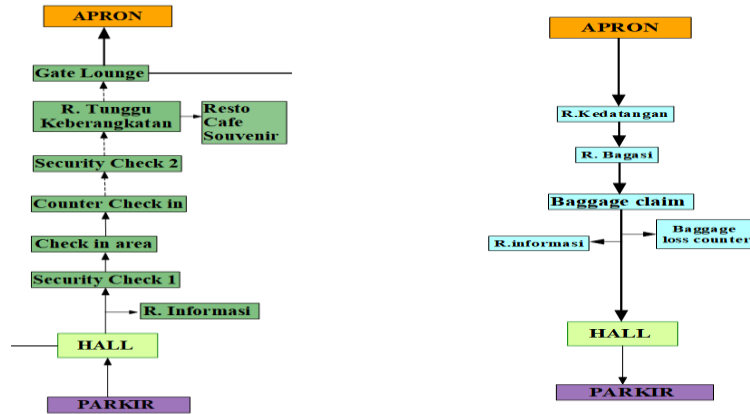 APRON
Gate Lounge
R. Tunggu
Keberangkatan
Resto
Cafe
Souvenir
Security Check 2
Counter Check in
Check in area
Security Check 1
R. Informasi
HALL
PARKIR
APRON
R.Kedatangan
R. Bagasi
Baggage claim
R.informasi
Baggage
loss counter
HALL
PARKIR